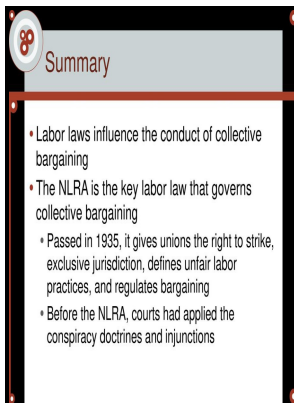 Summary
• Labor laws influence the conduct of collective
bargaining
• The NLRA is the key labor law that governs
collective bargaining
• Passed in 1935, it gives unions the right to strike,
exclusive jurisdiction, defines unfair labor
practices, and regulates bargaining
• Before the NLRA, courts had applied the
conspiracy doctrines and injunctions